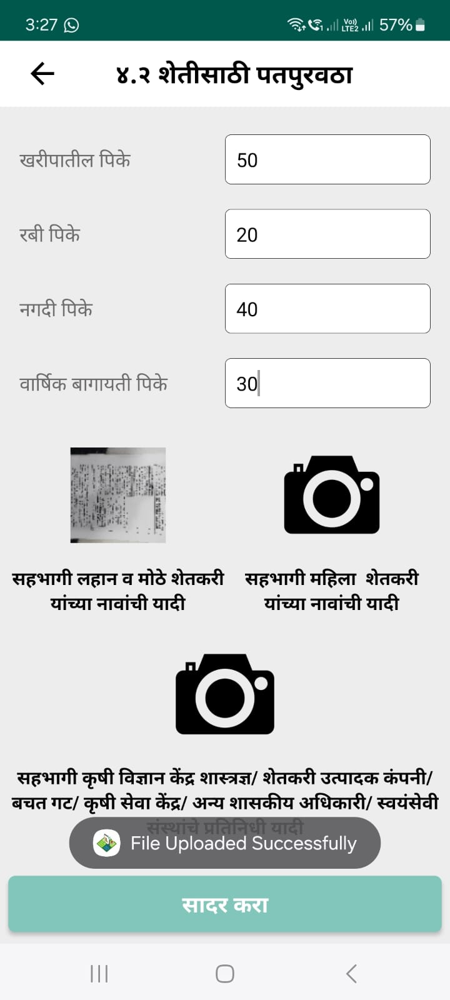 3:27 Vo)) LTE2 57%
४.२ शेतीसाठी पतपुरवठा
खरीपातील पिके 50
रबी पिके 20
नगदी पिके 40
वार्षिक बागायती पिके 30
सहभागी लहान व मोठे शेतकरी
यांच्या नावांची यादी
सहभागी महिला शेतकरी
यांच्या नावांची यादी
सहभागी कृषी विज्ञान केंद्र शास्त्रज्ञ/ शेतकरी उत्पादक कंपनी/
बचत गट/ कृषी सेवा केंद्र/ अन्य शासकीय अधिकारी/ स्वयंसेवी
संस्थांचे प्रतिनिधी यादी
File Uploaded Successfully
सादर करा